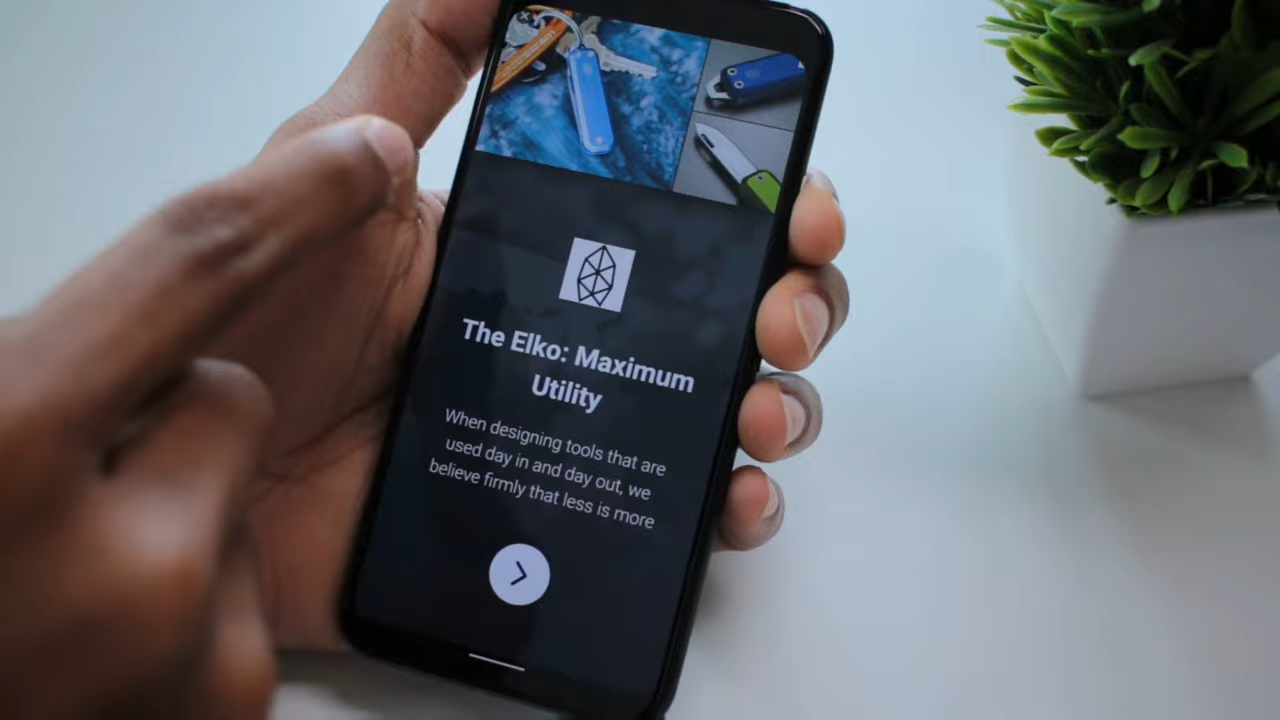 The Elko: Maximum
Utility
When designing tools that are
used day in and day out, we
believe firmly that less is more